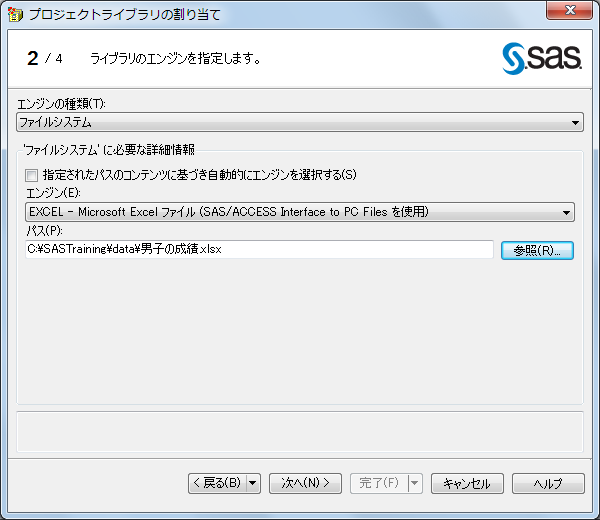 プロジェクトライブラリの割り当て
2 / 4 ライブラリのエンジンを指定します。
sas
エンジンの種類(T):
ファイルシステム
'ファイルシステム' に必要な詳細情報
指定されたパスのコンテンツに基づき自動的にエンジンを選択する(S)
エンジン(E):
EXCEL - Microsoft Excel ファイル (SAS/ACCESS Interface to PC Files を使用)
パス(P):
C:¥SASTraining¥data¥男子の成績.xlsx 参照(R)...
< 戻る(B) 次へ(N) > 完了(F) キャンセル ヘルプ